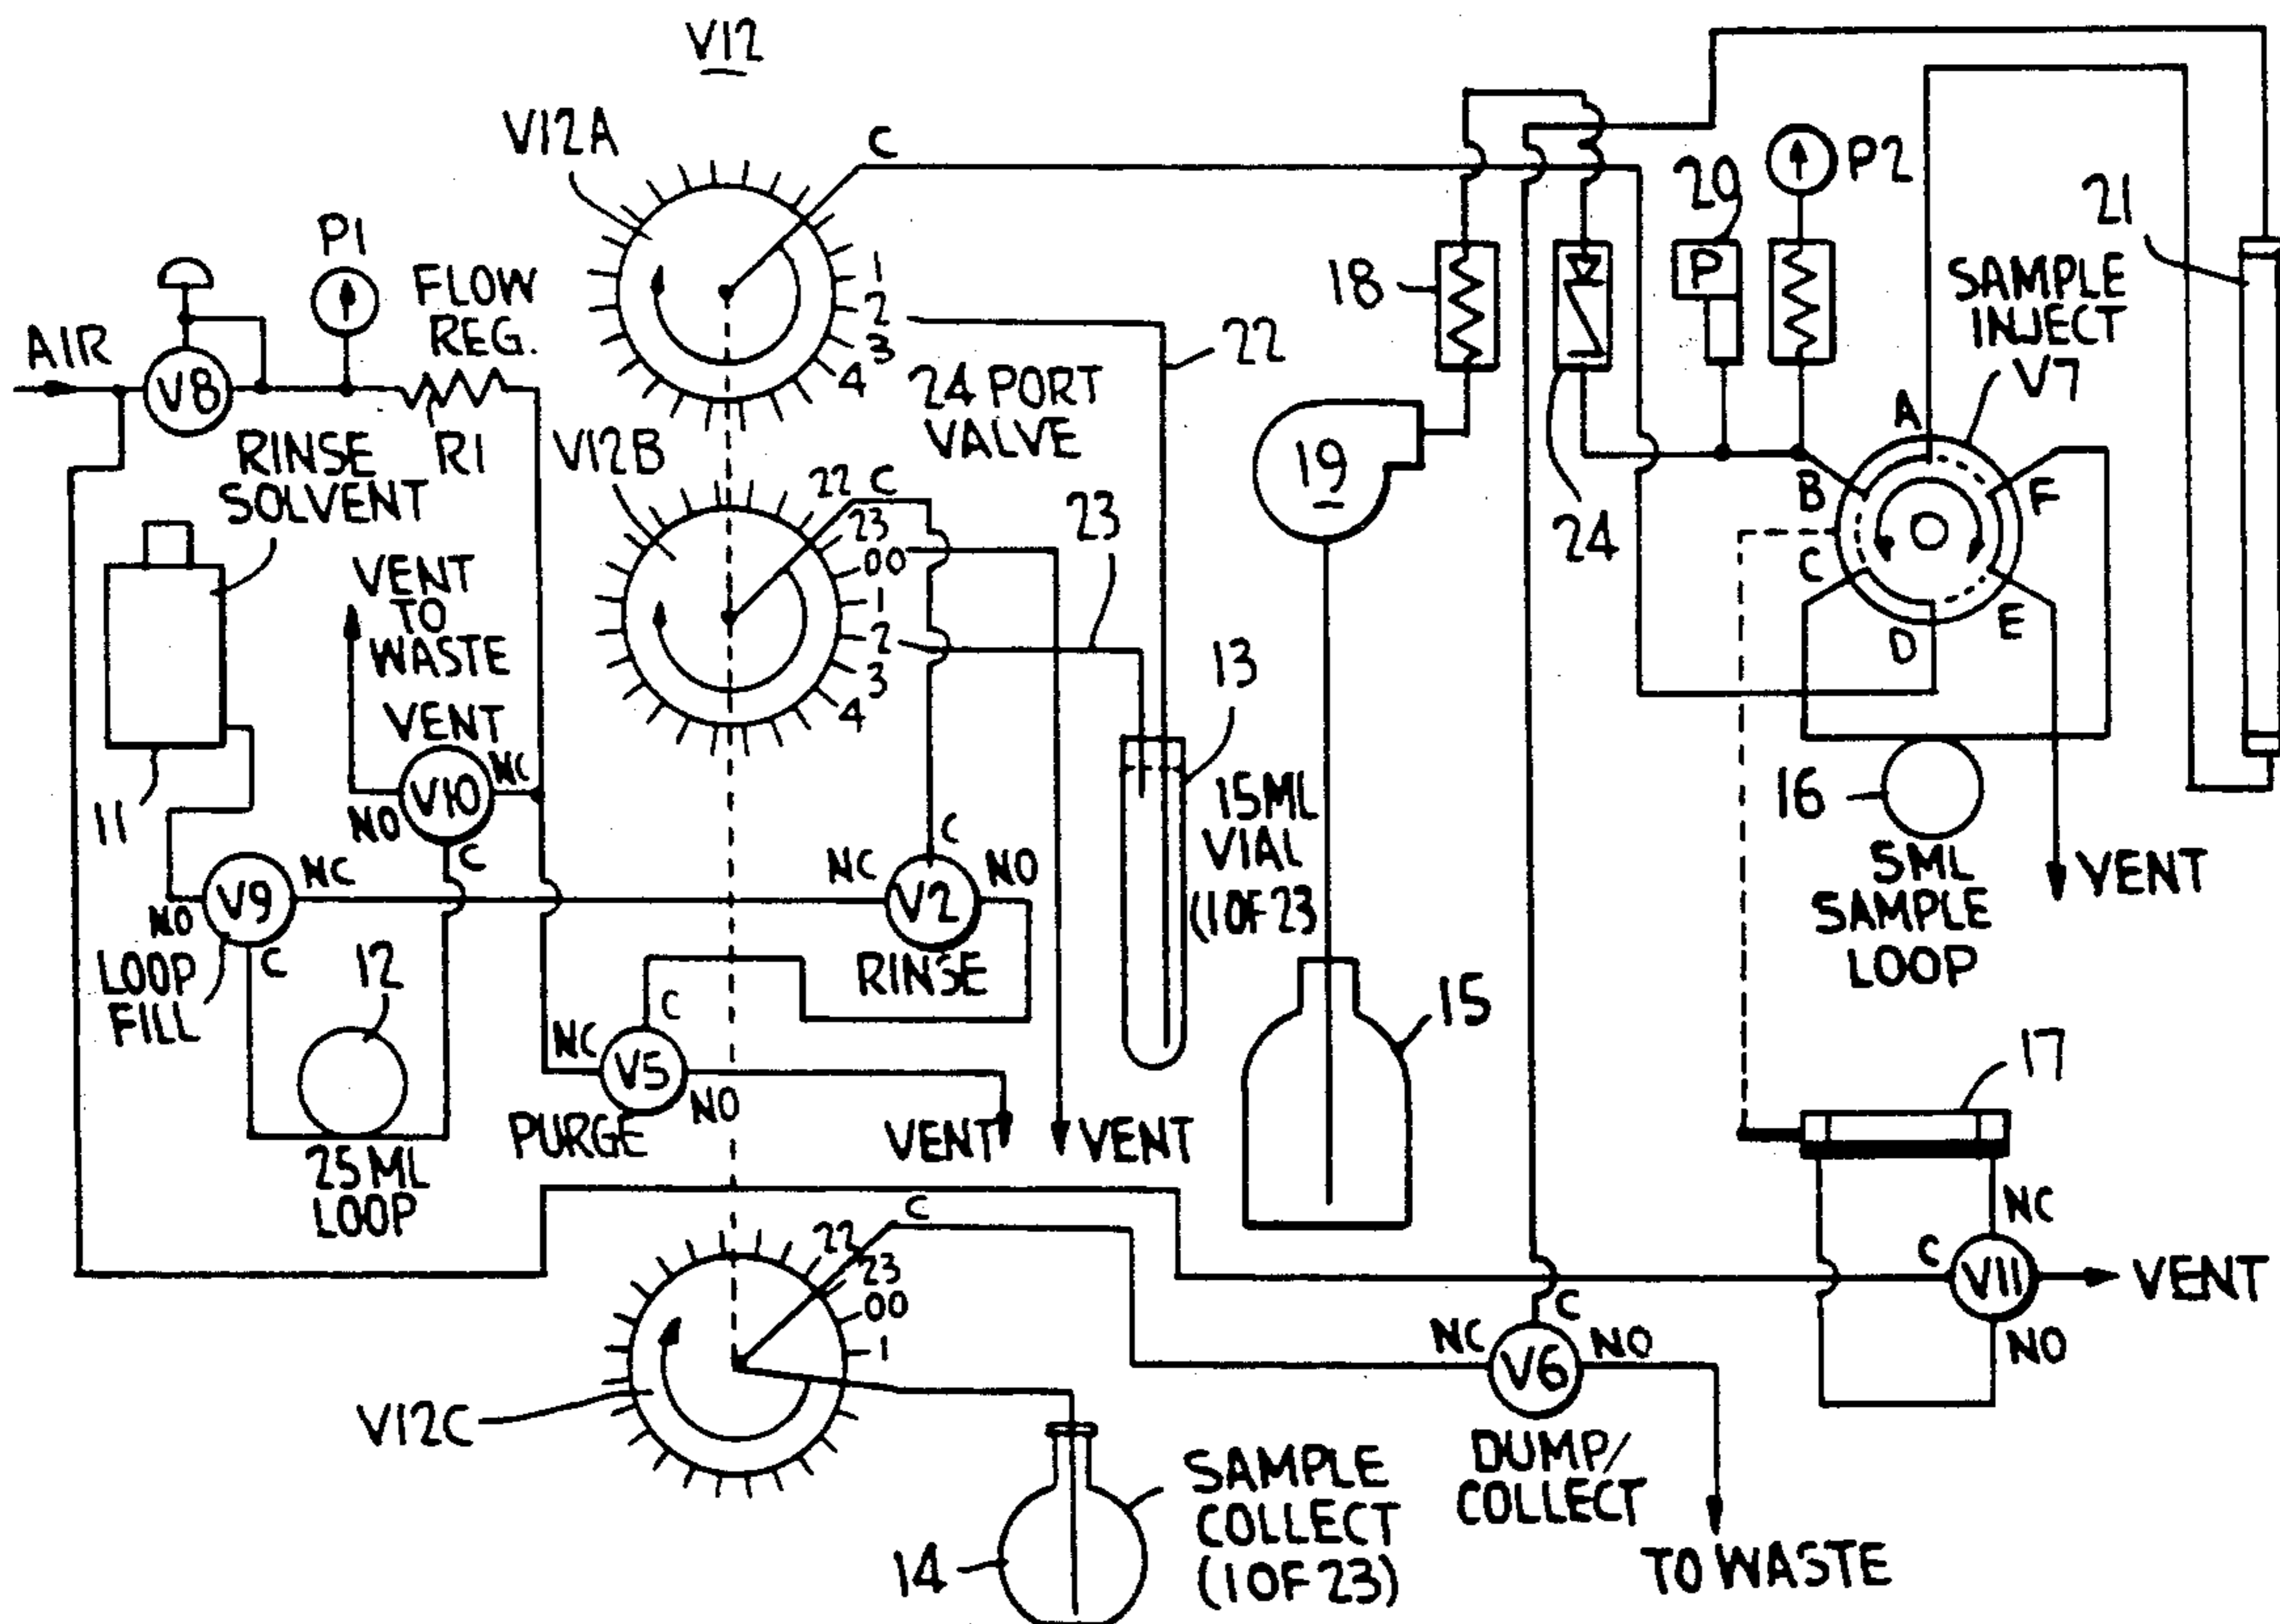 V12
V12A
C
P1
FLOW
REG.
AIR
V8
R1
1
2
3
4
24 PORT
VALVE
22
18
20
P
P2
21
SAMPLE
INJECT
V7
A
B
C
D
E
F
RINSE
SOLVENT
V12B
22
C
23
00
1
2
3
4
23
19
24
VENT
TO
WASTE
VENT
11
V10
NC
NO
C
13
15ML
VIAL
(1 OF 23
16
5ML
SAMPLE
LOOP
VENT
V9
NC
NO
C
LOOP
FILL
12
25ML
LOOP
NC
C
V2
NO
RINSE
C
NC
V5
NO
PURGE
VENT
VENT
15
17
NC
C
V11
VENT
NO
C
22
23
00
1
V12C
14
SAMPLE
COLLECT
(1 OF 23)
NC
C
V6
NO
DUMP/
COLLECT
TO WASTE